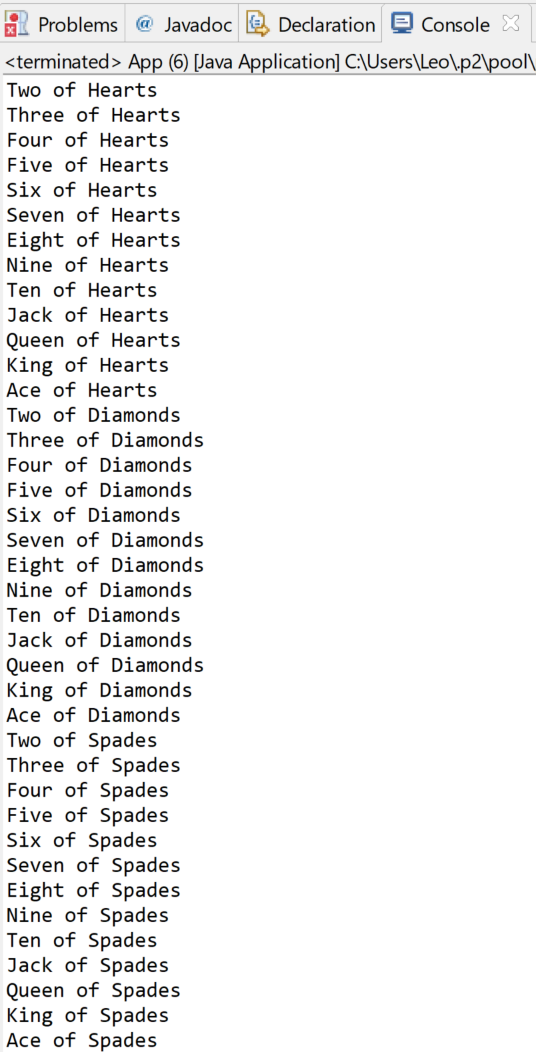 Problems @ Javadoc Declaration Console
<terminated> App (6) [Java Application] C:\Users\Leo\.p2\pool\
Two of Hearts
Three of Hearts
Four of Hearts
Five of Hearts
Six of Hearts
Seven of Hearts
Eight of Hearts
Nine of Hearts
Ten of Hearts
Jack of Hearts
Queen of Hearts
King of Hearts
Ace of Hearts
Two of Diamonds
Three of Diamonds
Four of Diamonds
Five of Diamonds
Six of Diamonds
Seven of Diamonds
Eight of Diamonds
Nine of Diamonds
Ten of Diamonds
Jack of Diamonds
Queen of Diamonds
King of Diamonds
Ace of Diamonds
Two of Spades
Three of Spades
Four of Spades
Five of Spades
Six of Spades
Seven of Spades
Eight of Spades
Nine of Spades
Ten of Spades
Jack of Spades
Queen of Spades
King of Spades
Ace of Spades